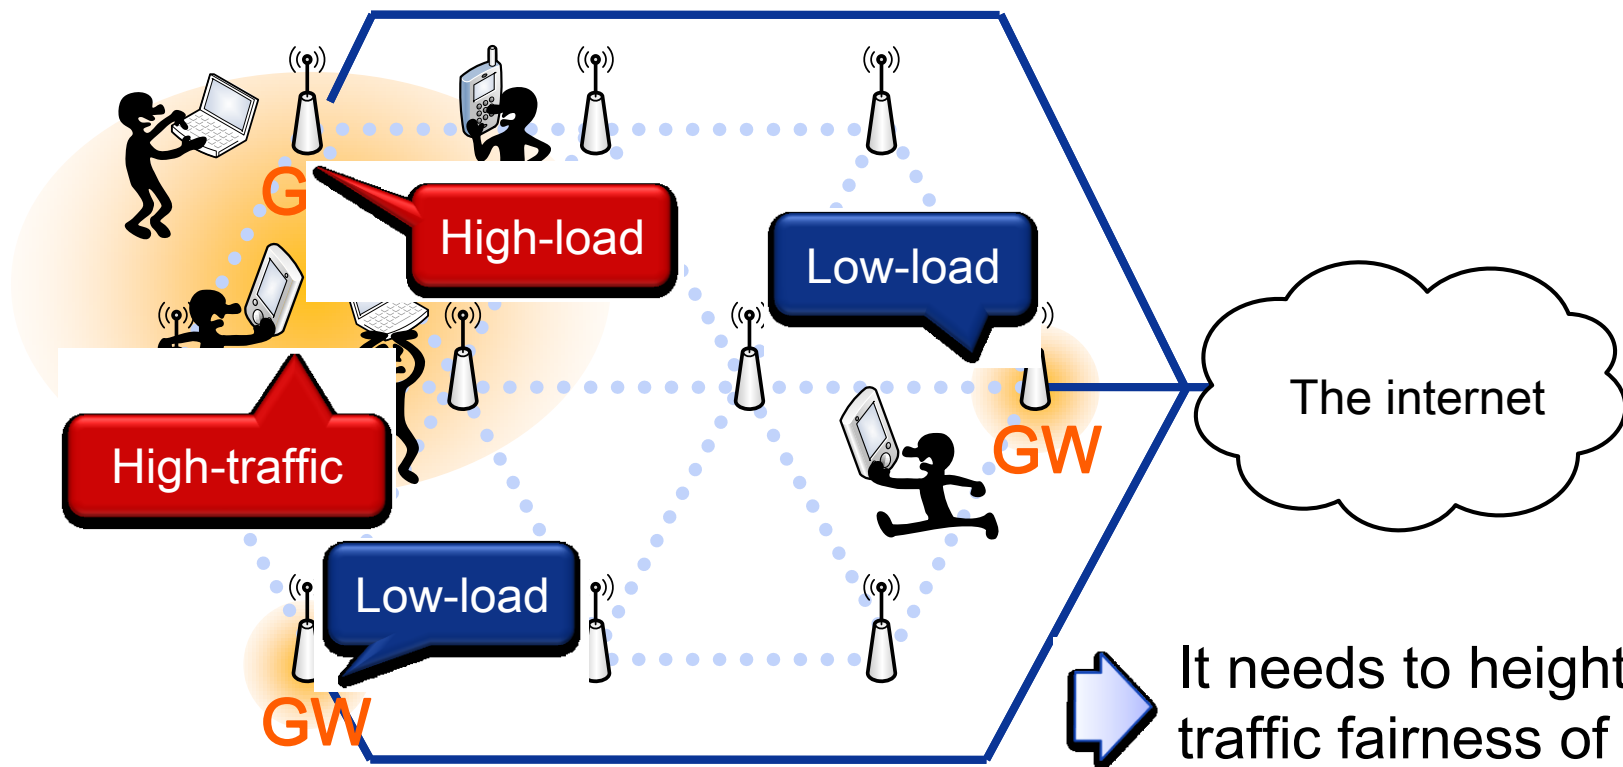 High-load
Low-load
The internet
GW
High-traffic
Low-load
GW
It needs to height
traffic fairness of